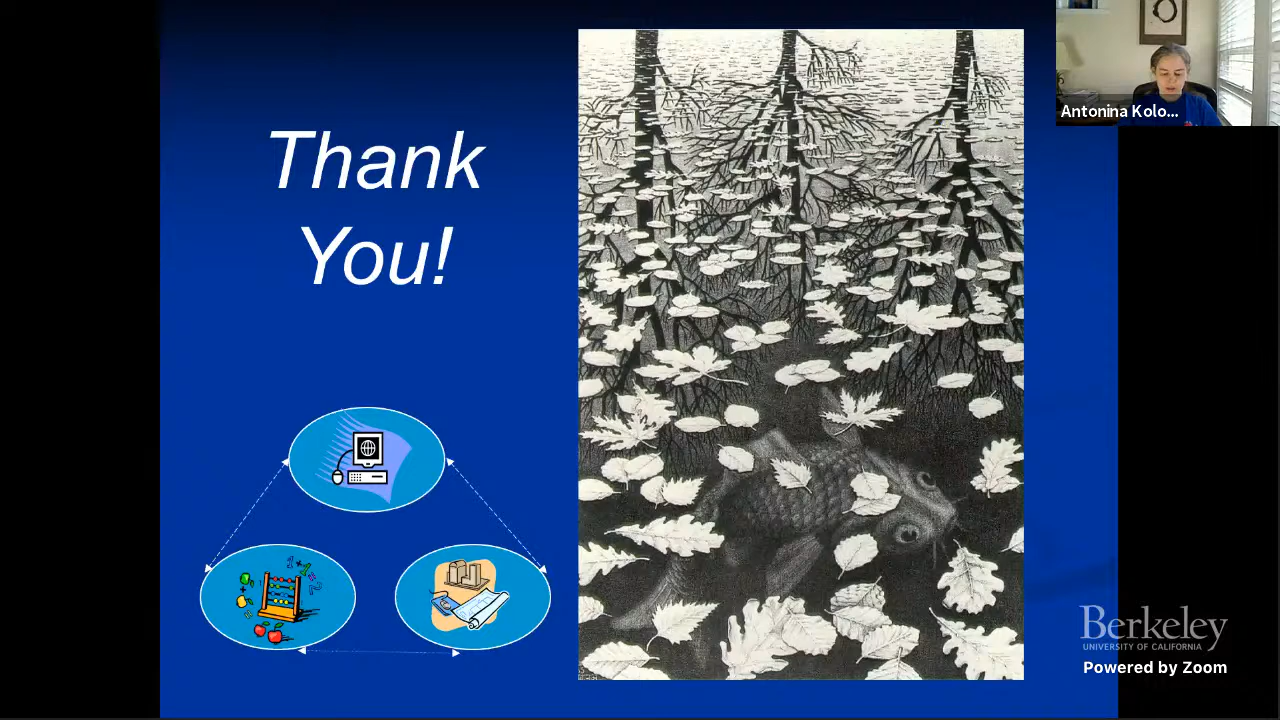 Thank
You!
Antonina Kolo...
Berkeley
UNIVERSITY OF CALIFORNIA
Powered by Zoom